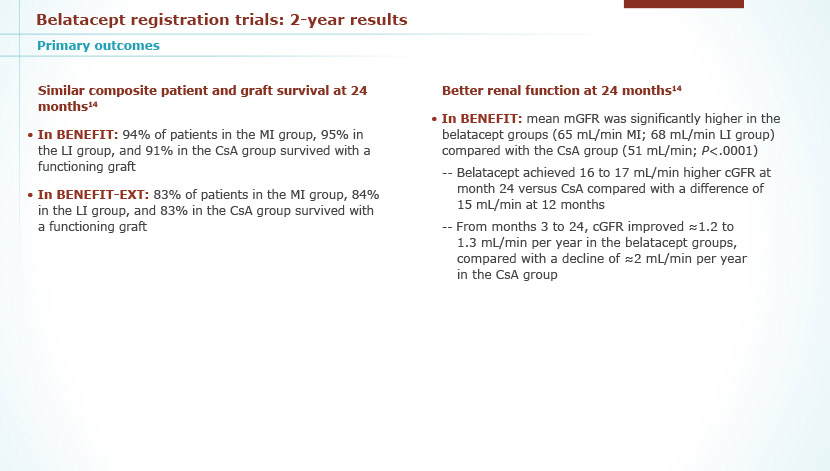 Belatacept registration trials: 2-year results
Primary outcomes
Similar composite patient and graft survival at 24
months¹⁴
• In BENEFIT: 94% of patients in the MI group, 95% in
the LI group, and 91% in the CsA group survived with a
functioning graft
• In BENEFIT-EXT: 83% of patients in the MI group, 84%
in the LI group, and 83% in the CsA group survived with
a functioning graft
Better renal function at 24 months¹⁴
• In BENEFIT: mean mGFR was significantly higher in the
belatacept groups (65 mL/min MI; 68 mL/min LI group)
compared with the CsA group (51 mL/min; P<.0001)
-- Belatacept achieved 16 to 17 mL/min higher cGFR at
month 24 versus CsA compared with a difference of
15 mL/min at 12 months
-- From months 3 to 24, cGFR improved ≈1.2 to
1.3 mL/min per year in the belatacept groups,
compared with a decline of ≈2 mL/min per year
in the CsA group